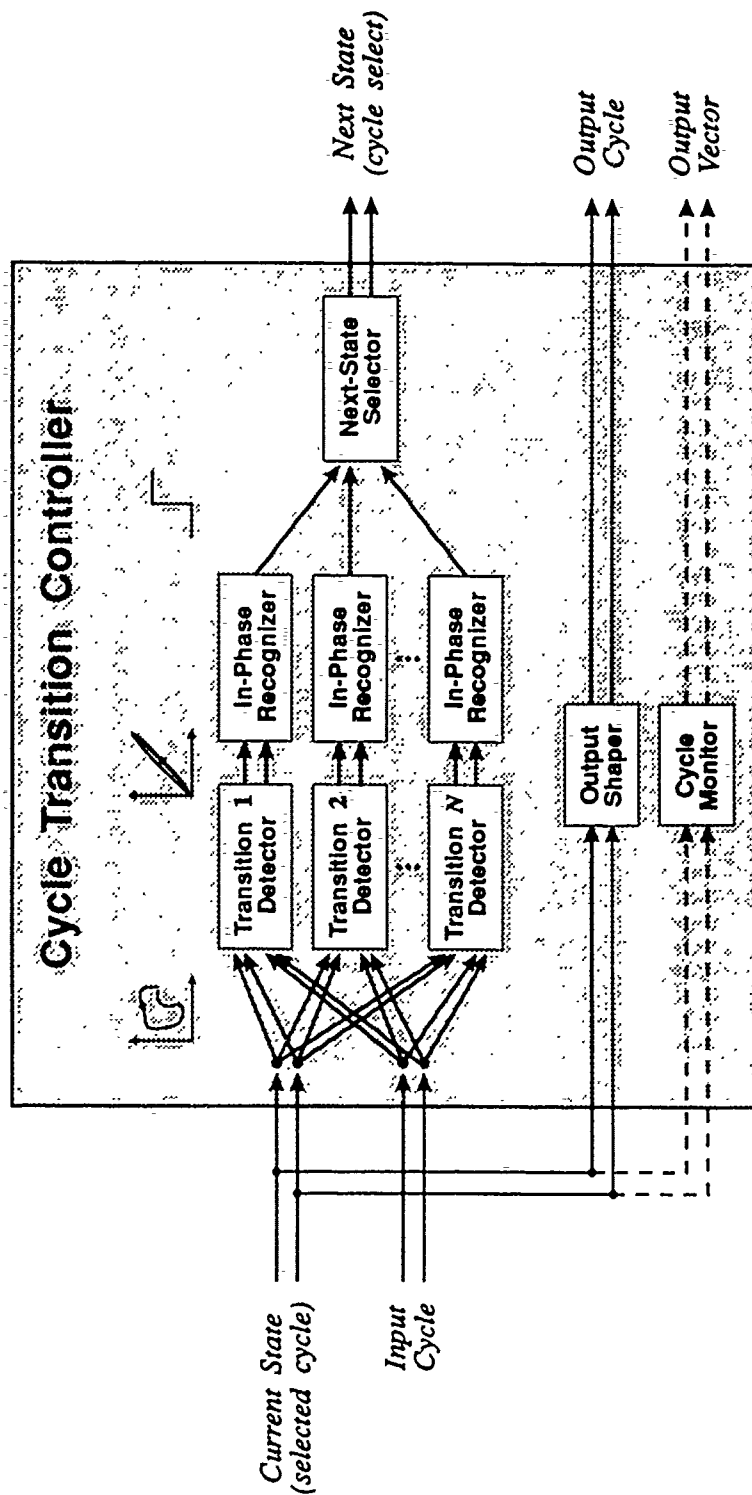 Cycle Transition Controller
Current State
(selected cycle)
Input
Cycle
Transition 1
Detector
Transition 2
Detector
Transition N
Detector
In-Phase
Recognizer
In-Phase
Recognizer
In-Phase
Recognizer
Next-State
Selector
Next State
(cycle select)
Output
Shaper
Output
Cycle
Cycle
Monitor
Output
Vector